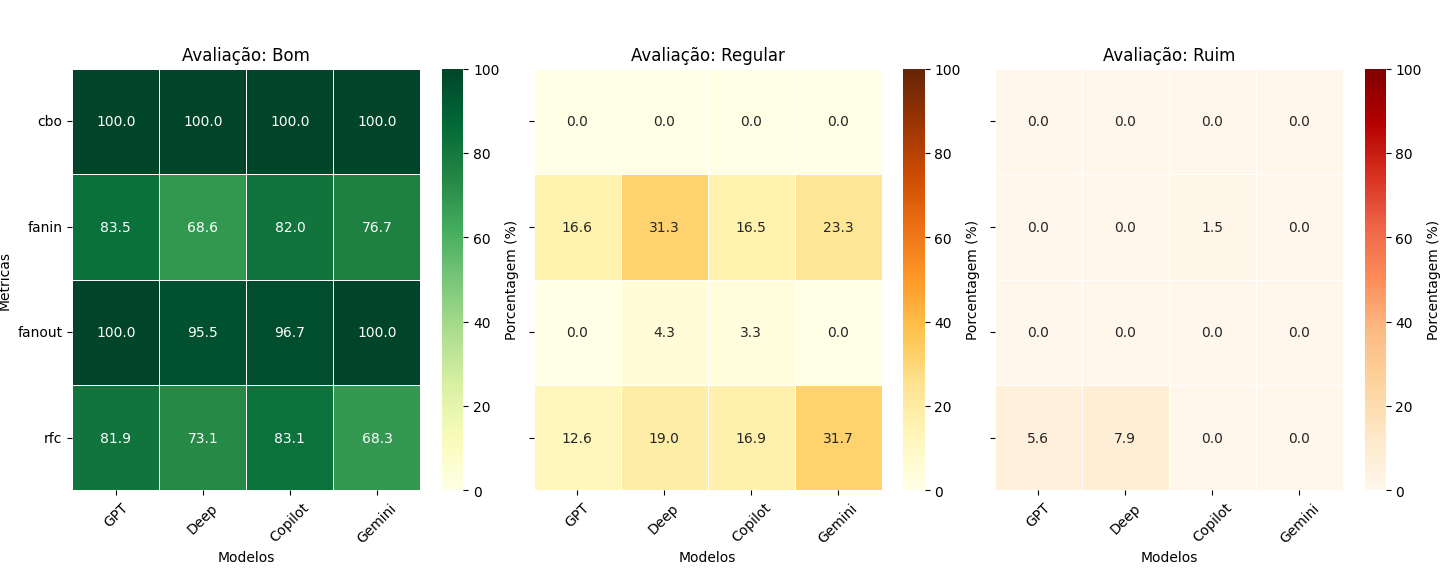 Avaliação: Bom
cbo 100.0 100.0 100.0 100.0
fanin 83.5 68.6 82.0 76.7
fanout 100.0 95.5 96.7 100.0
rfc 81.9 73.1 83.1 68.3
GPT Deep Copilot Gemini
Modelos
Métricas
100
80
60
40
20
0
Porcentagem (%)
Avaliação: Regular
0.0 0.0 0.0 0.0
16.6 31.3 16.5 23.3
0.0 4.3 3.3 0.0
12.6 19.0 16.9 31.7
GPT Deep Copilot Gemini
Modelos
100
80
60
40
20
0
Porcentagem (%)
Avaliação: Ruim
0.0 0.0 0.0 0.0
0.0 0.0 1.5 0.0
0.0 0.0 0.0 0.0
5.6 7.9 0.0 0.0
GPT Deep Copilot Gemini
Modelos
100
80
60
40
20
0
Porcentagem (%)